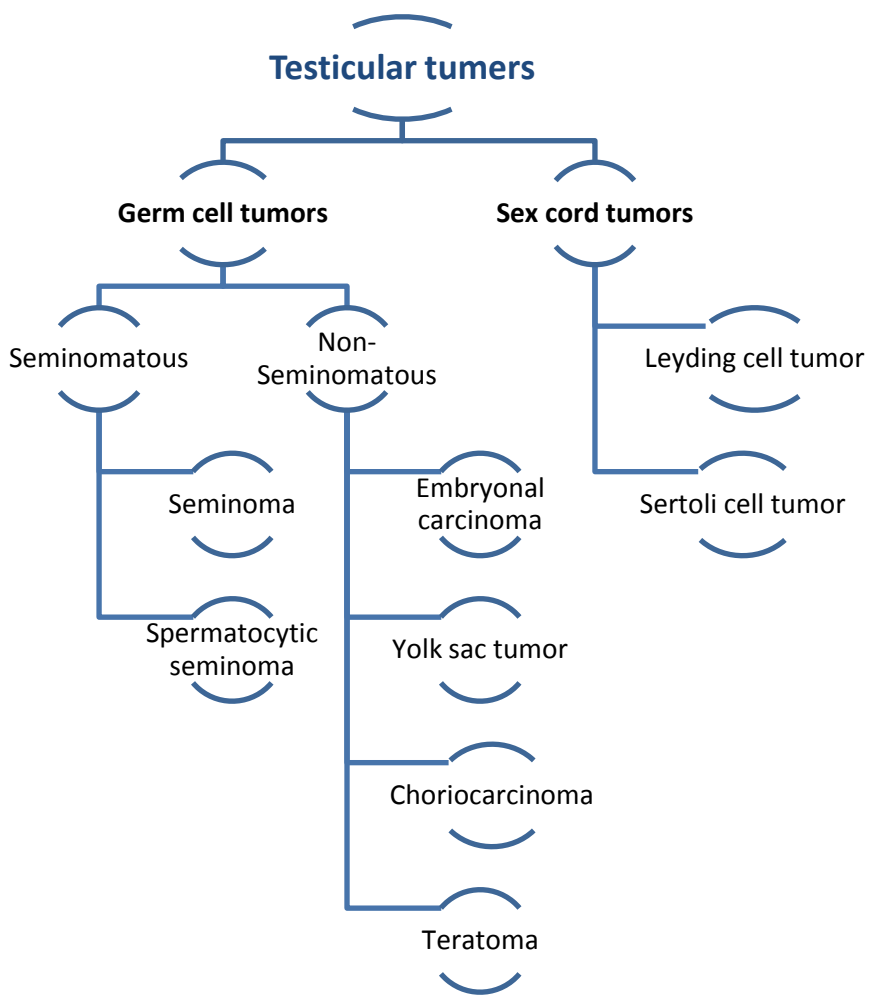 Testicular tumers
Germ cell tumors
Sex cord tumors
Seminomatous
Non-
Seminomatous
Leyding cell tumor
Seminoma
Embryonal
carcinoma
Sertoli cell tumor
Spermatocytic
seminoma
Yolk sac tumor
Choriocarcinoma
Teratoma